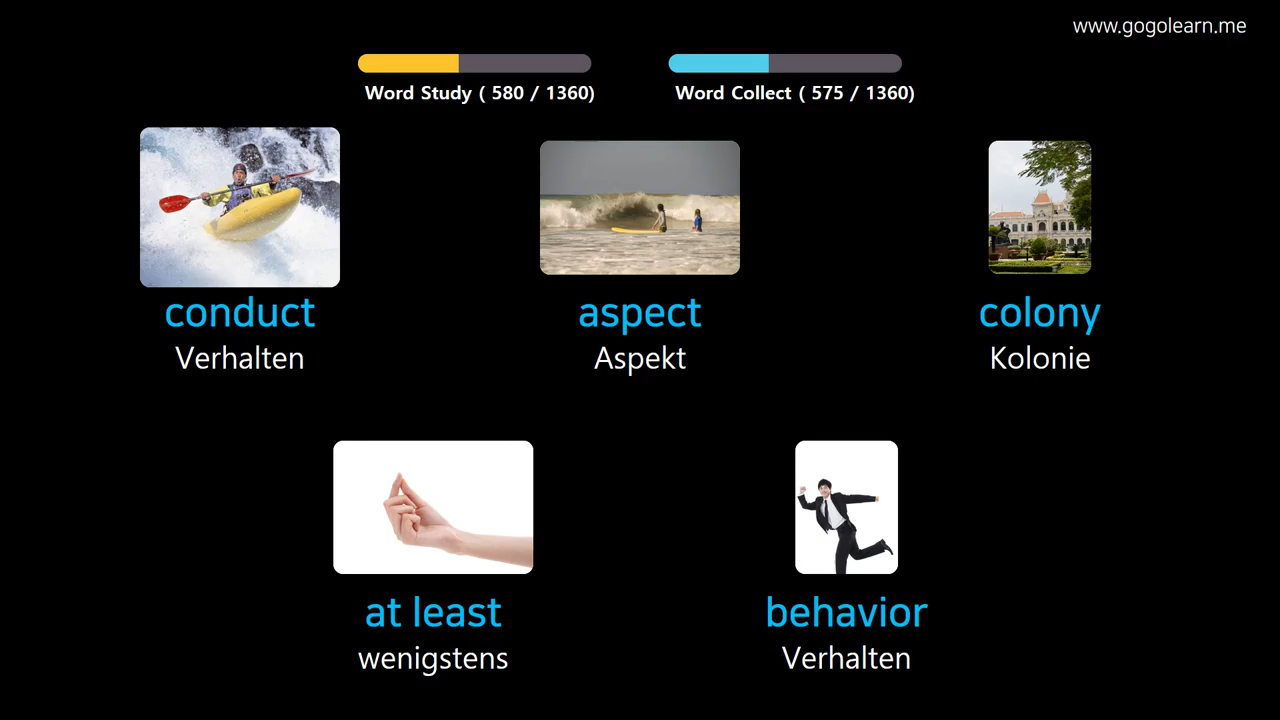 www.gogolearn.me
Word Study ( 580 / 1360)
Word Collect ( 575 / 1360)
conduct
Verhalten
aspect
Aspekt
colony
Kolonie
at least
wenigstens
behavior
Verhalten